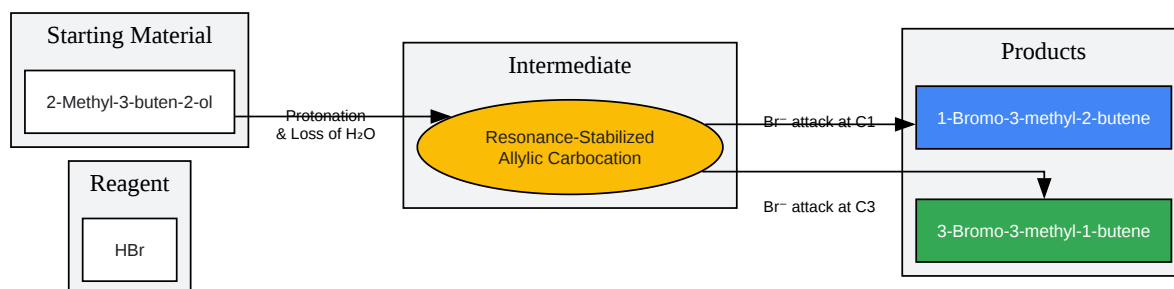 Starting Material
2-Methyl-3-buten-2-ol
Reagent
HBr
Protonation
& Loss of H₂O
Intermediate
Resonance-Stabilized
Allylic Carbocation
Br⁻ attack at C1
Br⁻ attack at C3
Products
1-Bromo-3-methyl-2-butene
3-Bromo-3-methyl-1-butene